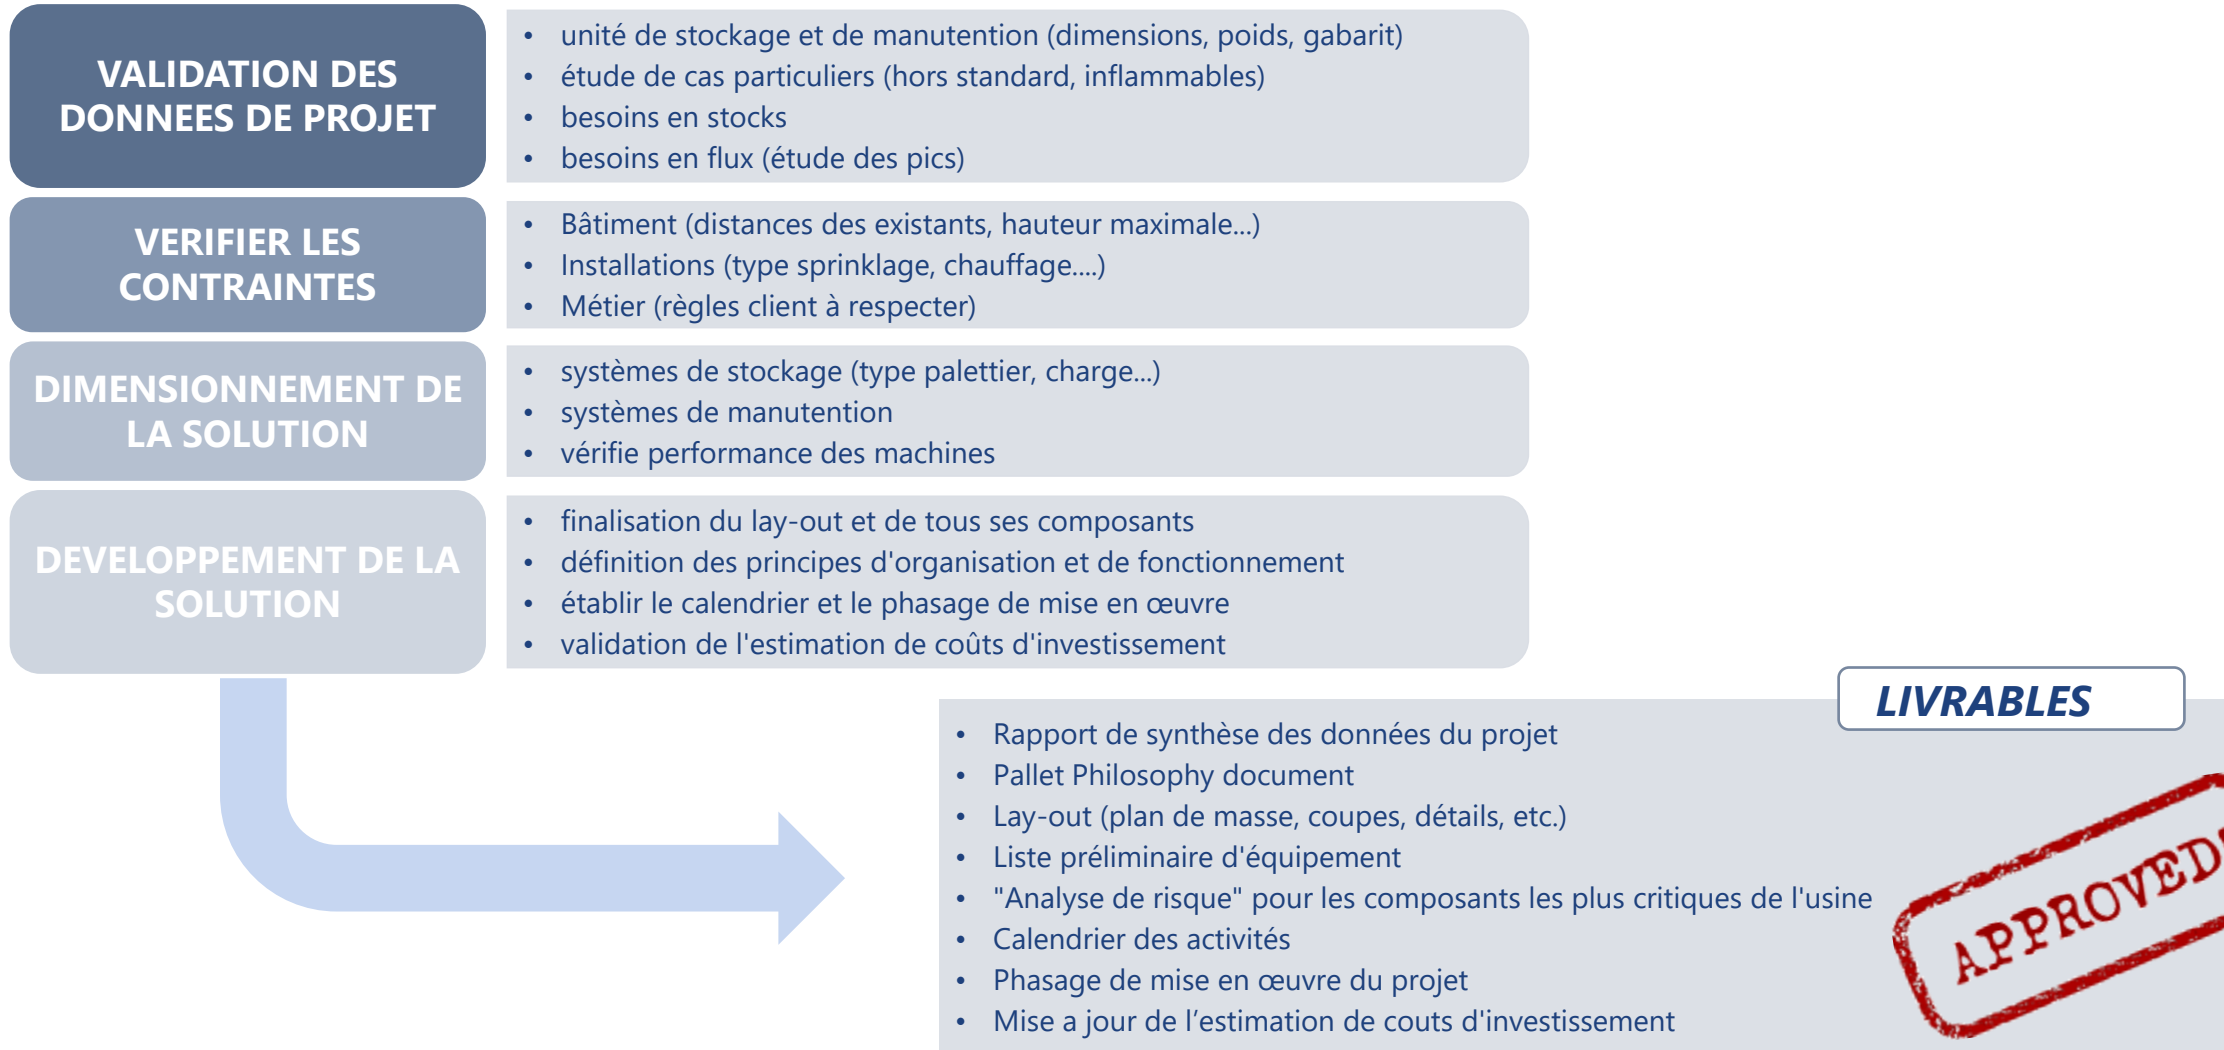 VALIDATION DES
DONNEES DE PROJET
• unité de stockage et de manutention (dimensions, poids, gabarit)
• étude de cas particuliers (hors standard, inflammables)
• besoins en stocks
• besoins en flux (étude des pics)
VERIFIER LES
CONTRAINTES
• Bâtiment (distances des existants, hauteur maximale...)
• Installations (type sprinklage, chauffage....)
• Métier (règles client à respecter)
DIMENSIONNEMENT DE
LA SOLUTION
• systèmes de stockage (type palettier, charge...)
• systèmes de manutention
• vérifie performance des machines
DEVELOPPEMENT DE LA
SOLUTION
• finalisation du lay-out et de tous ses composants
• définition des principes d'organisation et de fonctionnement
• établir le calendrier et le phasage de mise en œuvre
• validation de l'estimation de coûts d'investissement
LIVRABLES
• Rapport de synthèse des données du projet
• Pallet Philosophy document
• Lay-out (plan de masse, coupes, détails, etc.)
• Liste préliminaire d'équipement
• "Analyse de risque" pour les composants les plus critiques de l'usine
• Calendrier des activités
• Phasage de mise en œuvre du projet
• Mise a jour de l’estimation de couts d'investissement
APPROVED